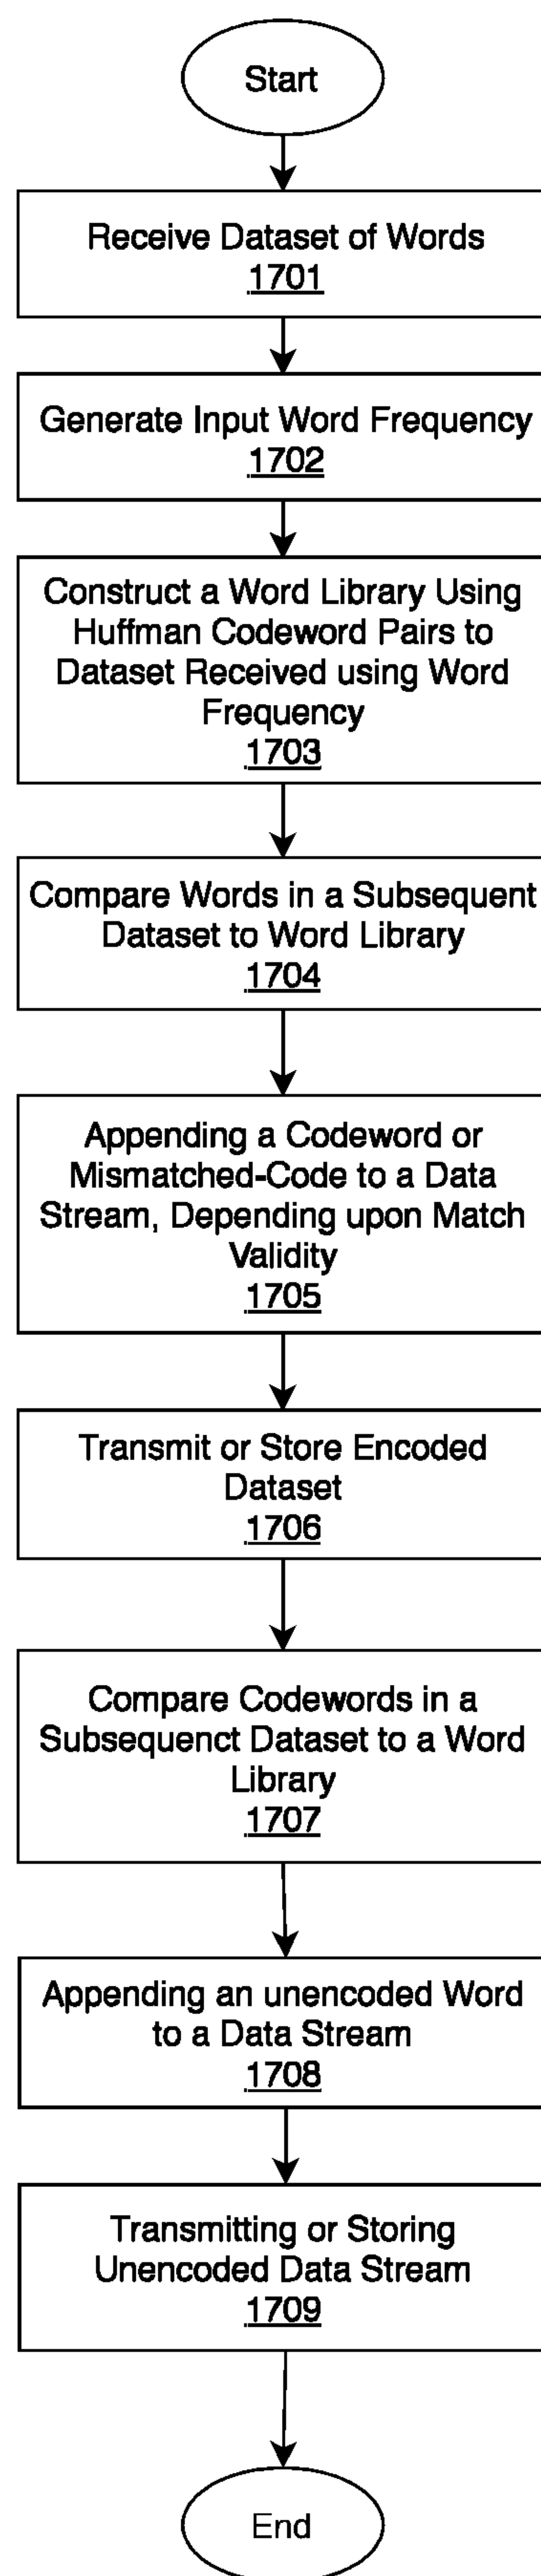 Start
Receive Dataset of Words
1701
Generate Input Word Frequency
1702
Construct a Word Library Using
Huffman Codeword Pairs to
Dataset Received using Word
Frequency
1703
Compare Words in a Subsequent
Dataset to Word Library
1704
Appending a Codeword or
Mismatched-Code to a Data
Stream, Depending upon Match
Validity
1705
Transmit or Store Encoded
Dataset
1706
Compare Codewords in a
Subsequenct Dataset to a Word
Library
1707
Appending an unencoded Word
to a Data Stream
1708
Transmitting or Storing
Unencoded Data Stream
1709
End